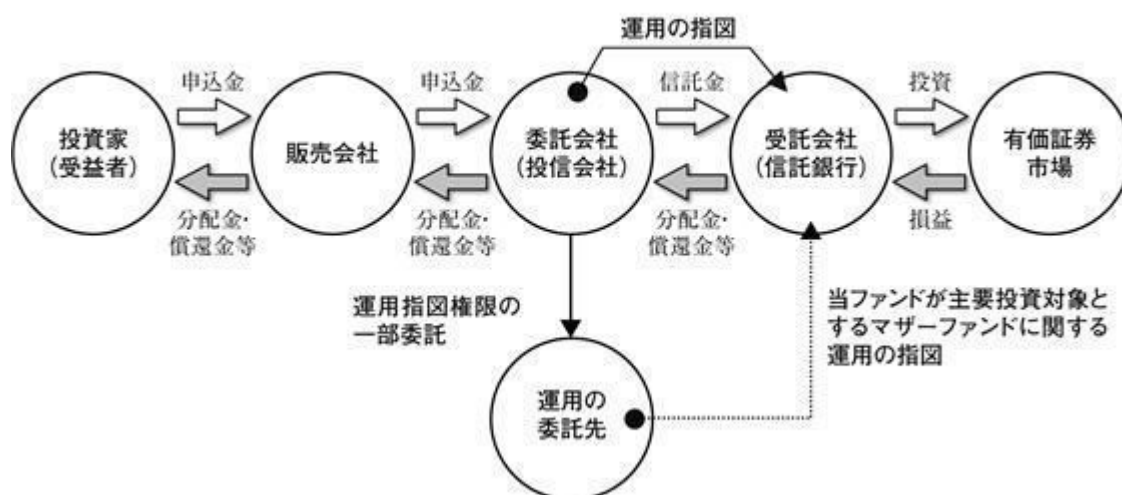 運用の指図
申込金
申込金
信託金
投資
投資家
(受益者)
販売会社
委託会社
(投信会社)
受託会社
(信託銀行)
有価証券
市場
分配金・
償還金等
分配金・
償還金等
分配金・
償還金等
損益
運用指図権限の
一部委託
当ファンドが主要投資対象と
するマザーファンドに関する
運用の指図
運用の
委託先